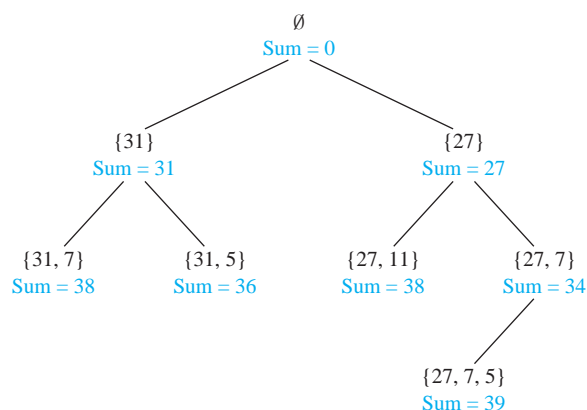 ∅
Sum = 0
{31}
Sum = 31
{27}
Sum = 27
{31, 7}
Sum = 38
{31, 5}
Sum = 36
{27, 11}
Sum = 38
{27, 7}
Sum = 34
{27, 7, 5}
Sum = 39